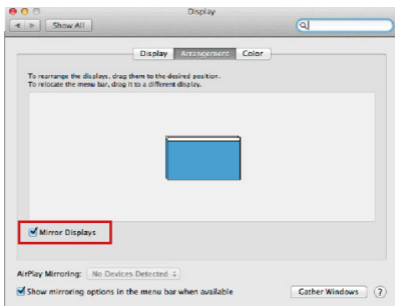 Display
Show All
Display Arrangement Color
To rearrange the displays, drag them to the desired position.
To relocate the menu bar, drag it to a different display.
Mirror Displays
AirPlay Mirroring: No Devices Detected
Show mirroring options in the menu bar when available
Gather Windows ?